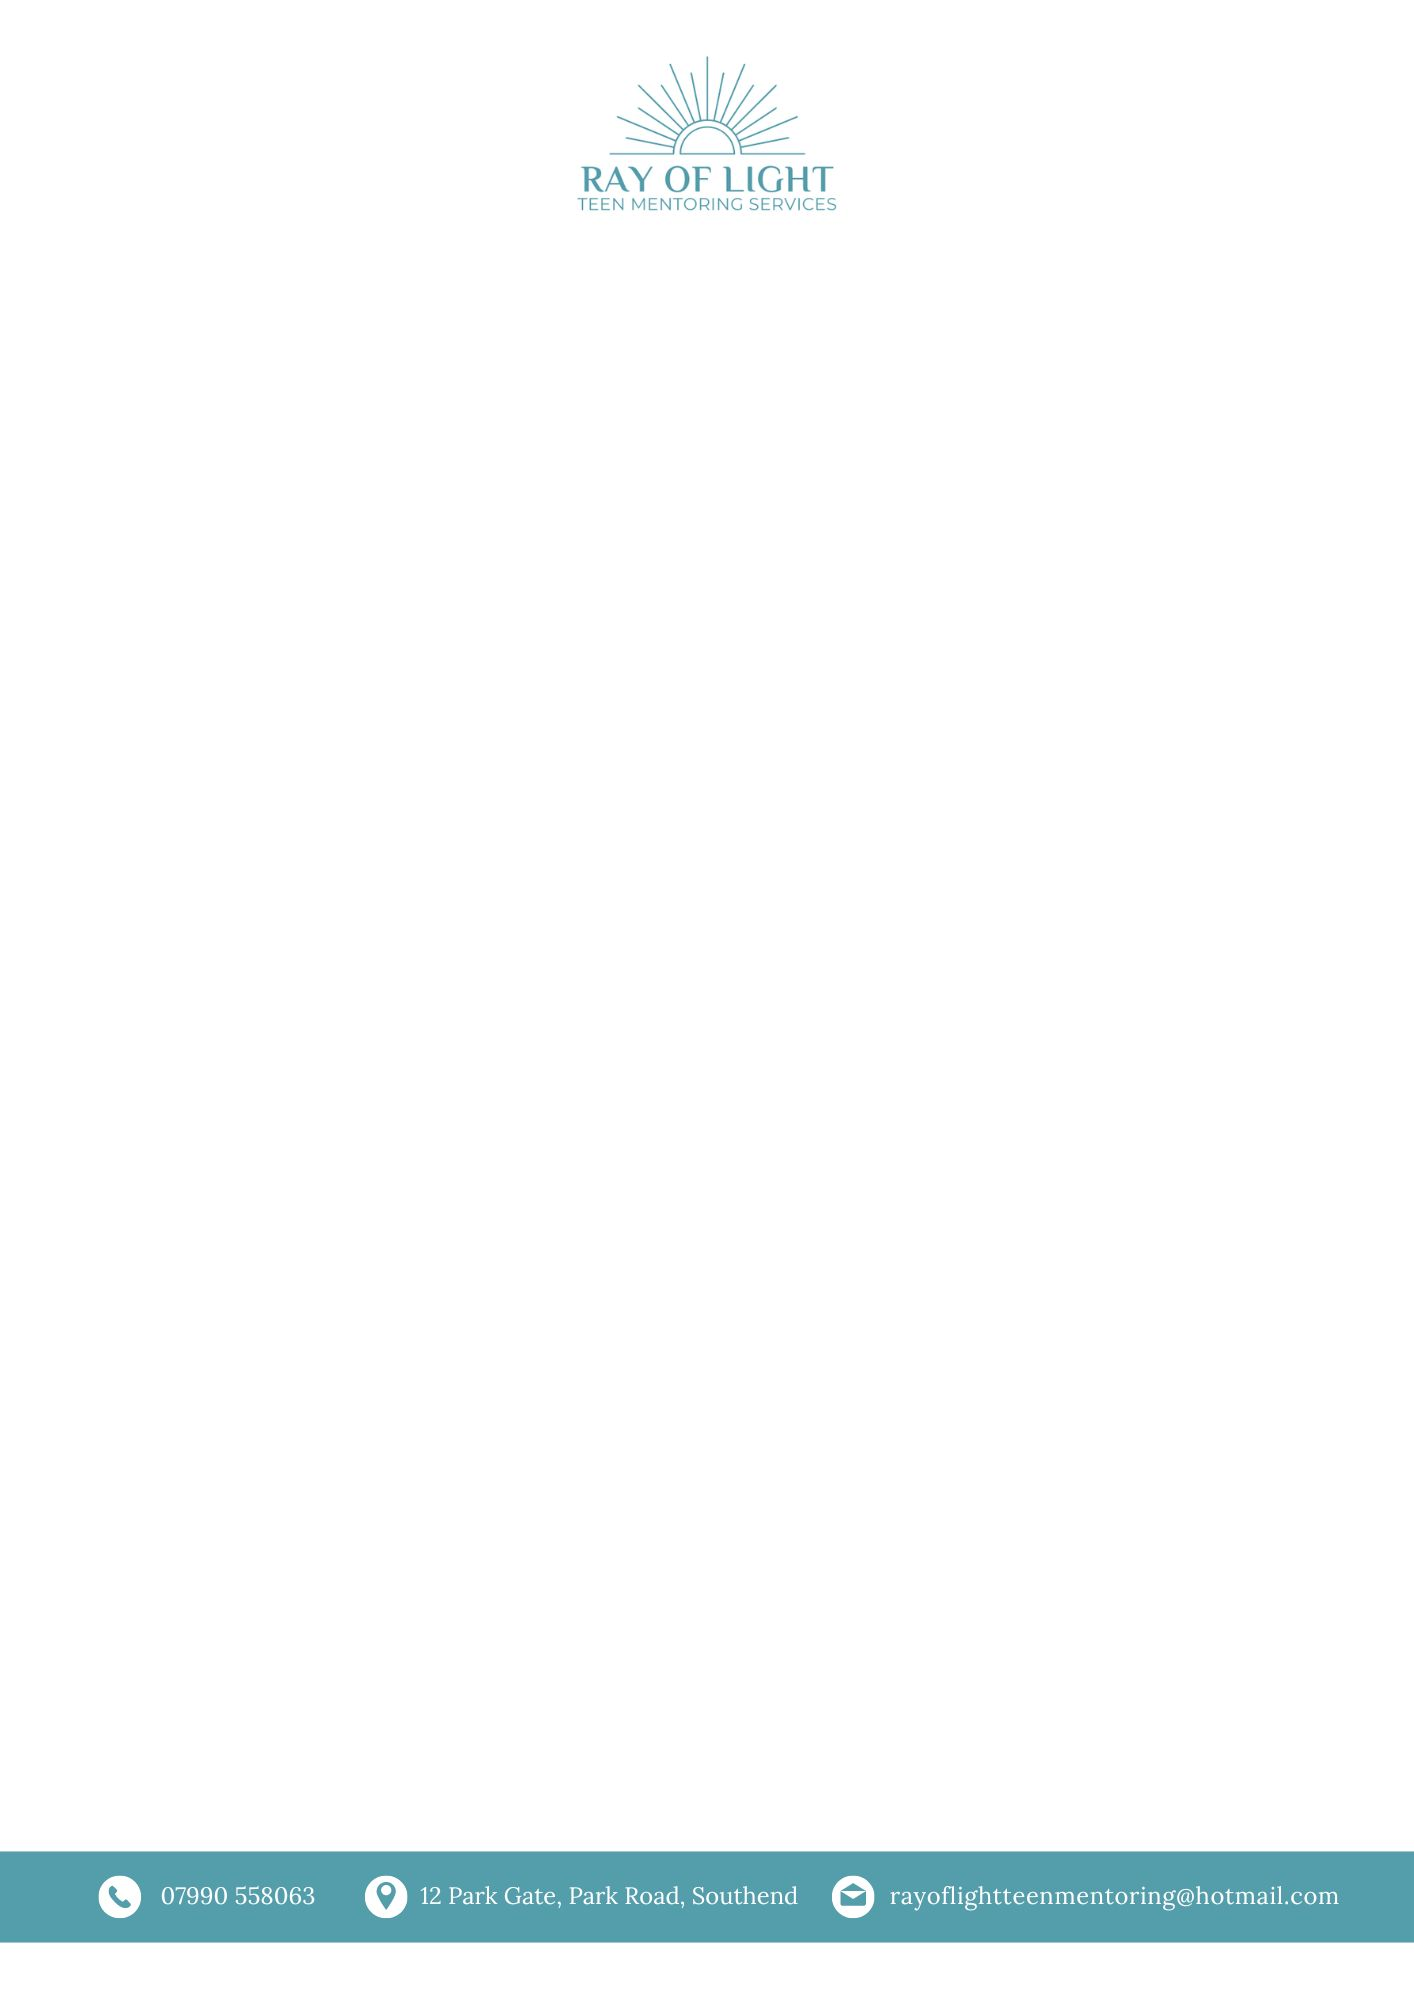 RAY OF LIGHT
TEEN MENTORING SERVICES
07990 558063
12 Park Gate, Park Road, Southend
rayoflightteenmentoring@hotmail.com